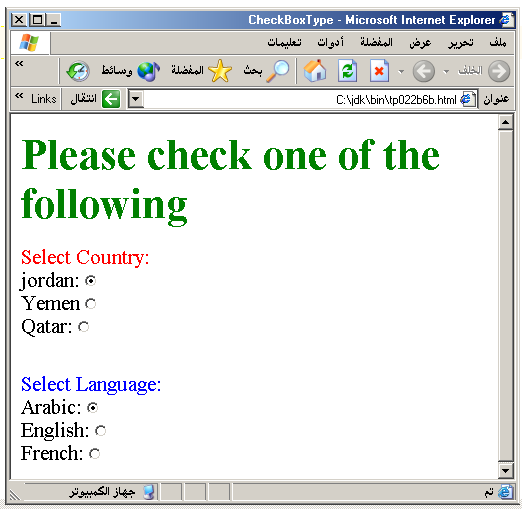 CheckBoxType - Microsoft Internet Explorer
ملف تحرير عرض المفضلة أدوات تعليمات
الخلف بحث المفضلة وسائط
عنوان C:\jdk\bin\tp022b6b.html انتقال Links
Please check one of the
following
Select Country:
jordan:
Yemen
Qatar:
Select Language:
Arabic:
English:
French:
تم جهاز الكمبيوتر